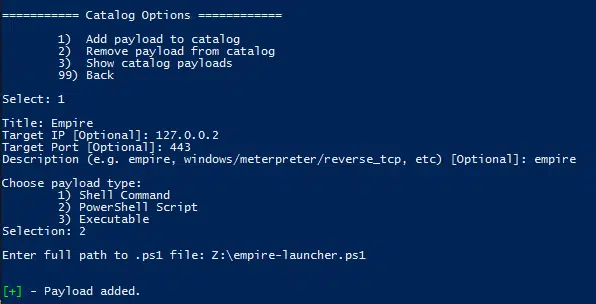 =========== Catalog Options ============
1) Add payload to catalog
2) Remove payload from catalog
3) Show catalog payloads
99) Back
Select: 1
Title: Empire
Target IP [Optional]: 127.0.0.2
Target Port [Optional]: 443
Description (e.g. empire, windows/meterpreter/reverse_tcp, etc) [Optional]: empire
Choose payload type:
1) Shell Command
2) PowerShell Script
3) Executable
Selection: 2
Enter full path to .ps1 file: Z:\empire-launcher.ps1
[+] - Payload added.